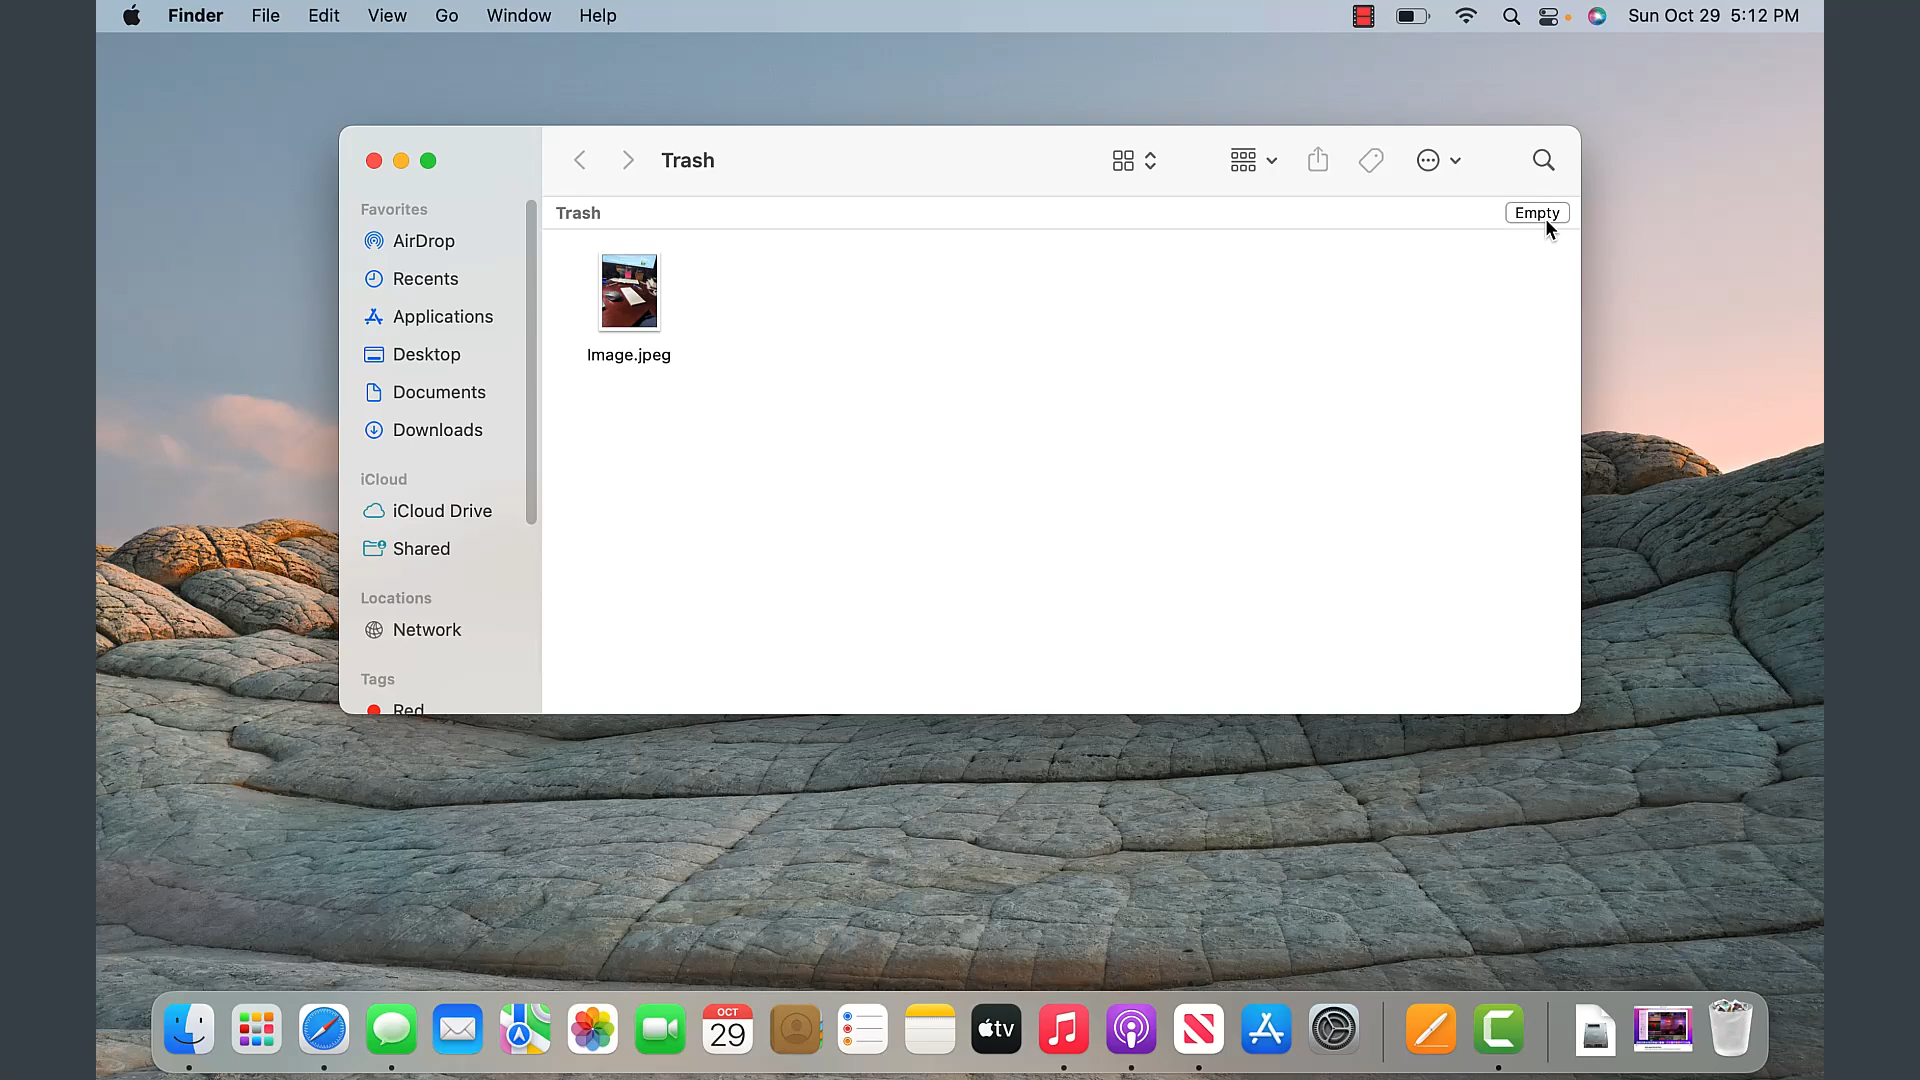 Finder File Edit View Go Window Help Sun Oct 29 5:12 PM
Trash
Favorites
AirDrop
Recents
Applications
Desktop
Documents
Downloads
iCloud
iCloud Drive
Shared
Locations
Network
Tags
Red
Trash
Empty
Image.jpeg
OCT
29
tv